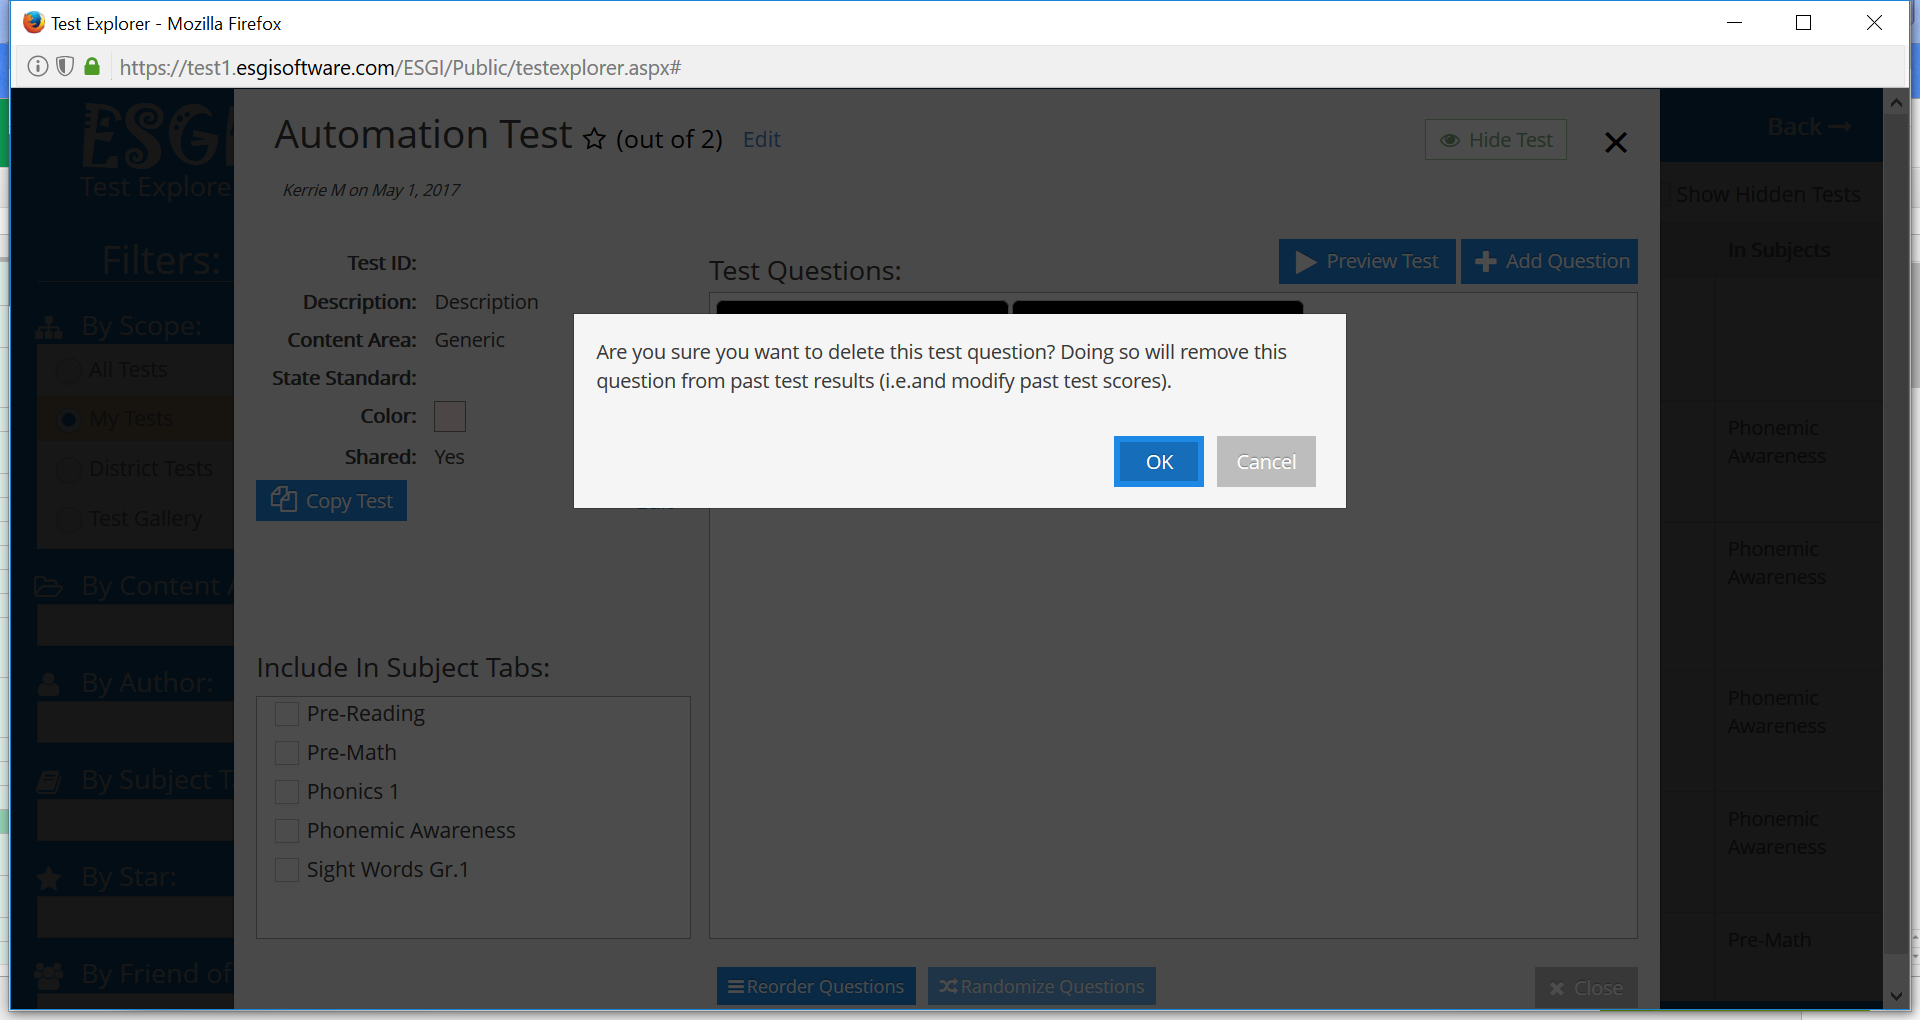 Test Explorer - Mozilla Firefox
https://test1.esgisoftware.com/ESGI/Public/testexplorer.aspx#
ESGI
Test Explore
Back →
Automation Test ☆ (out of 2) Edit
Hide Test
Kerrie M on May 1, 2017
Show Hidden Tests
In Subjects
Filters:
By Scope:
All Tests
My Tests
District Tests
Test Gallery
By Content A
By Author:
By Subject T
By Star:
By Friend of
Test ID:
Description: Description
Content Area: Generic
State Standard:
Color:
Shared: Yes
Copy Test
Test Questions:
Preview Test
Add Question
Are you sure you want to delete this test question? Doing so will remove this
question from past test results (i.e.and modify past test scores).
OK Cancel
Include In Subject Tabs:
Pre-Reading
Pre-Math
Phonics 1
Phonemic Awareness
Sight Words Gr.1
Reorder Questions
Randomize Questions
Close
Phonemic
Awareness
Phonemic
Awareness
Phonemic
Awareness
Phonemic
Awareness
Pre-Math